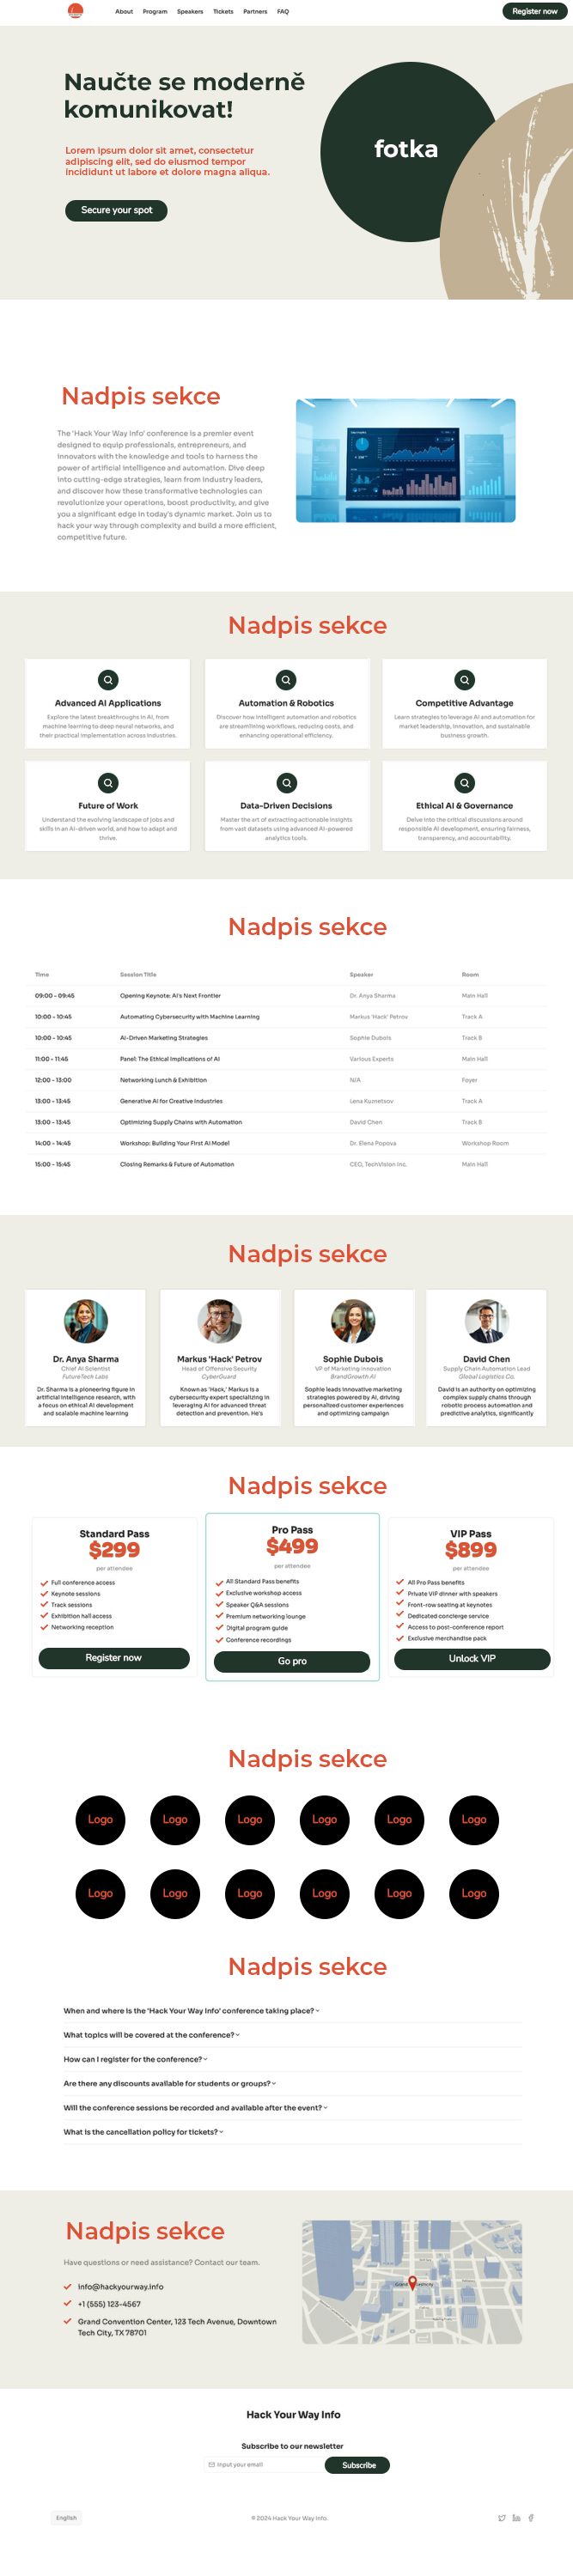 About Program Speakers Tickets Partners FAQ Register now
Naučte se moderně
komunikovat!
Lorem ipsum dolor sit amet, consectetur
adipiscing elit, sed do eiusmod tempor
incididunt ut labore et dolore magna aliqua.
Secure your spot
fotka
Nadpis sekce
The 'Hack Your Way Info' conference is a premier event
designed to equip professionals, entrepreneurs, and
innovators with the knowledge and tools to harness the
power of artificial intelligence and automation. Dive deep
into cutting-edge strategies, learn from industry leaders,
and discover how these transformative technologies can
revolutionize your operations, boost productivity, and give
you a significant edge in today's dynamic market. Join us to
hack your way through complexity and build a more efficient,
competitive future.
Nadpis sekce
Advanced AI Applications
Explore the latest breakthroughs in AI, from
machine learning to deep neural networks, and
their practical implementation across industries.
Automation & Robotics
Discover how intelligent automation and robotics
are streamlining workflows, reducing costs, and
enhancing operational efficiency.
Competitive Advantage
Learn strategies to leverage AI and automation for
market leadership, innovation, and sustainable
business growth.
Future of Work
Understand the evolving landscape of jobs and
skills in an AI-driven world, and how to adapt and
thrive.
Data-Driven Decisions
Master the art of extracting actionable insights
from vast datasets using advanced AI-powered
analytics tools.
Ethical AI & Governance
Delve into the critical discussions around
responsible AI development, ensuring fairness,
transparency, and accountability.
Nadpis sekce
Time Session Title Speaker Room
09:00 - 09:45 Opening Keynote: AI's Next Frontier Dr. Anya Sharma Main Hall
10:00 - 10:45 Automating Cybersecurity with Machine Learning Markus 'Hack' Petrov Track A
10:00 - 10:45 AI-Driven Marketing Strategies Sophie Dubois Track B
11:00 - 11:45 Panel: The Ethical Implications of AI Various Experts Main Hall
12:00 - 13:00 Networking Lunch & Exhibition N/A Foyer
13:00 - 13:45 Generative AI for Creative Industries Lena Kuznetsov Track A
13:00 - 13:45 Optimizing Supply Chains with Automation David Chen Track B
14:00 - 14:45 Workshop: Building Your First AI Model Dr. Elena Popova Workshop Room
15:00 - 15:45 Closing Remarks & Future of Automation CEO, TechVision Inc. Main Hall
Nadpis sekce
Dr. Anya Sharma
Chief AI Scientist
FutureTech Labs
Dr. Sharma is a pioneering figure in
artificial intelligence research, with
a focus on ethical AI development
and scalable machine learning
Markus 'Hack' Petrov
Head of Offensive Security
CyberGuard
Known as 'Hack,' Markus is a
cybersecurity expert specializing in
leveraging AI for advanced threat
detection and prevention. He's
Sophie Dubois
VP of Marketing Innovation
BrandGrowth AI
Sophie leads innovative marketing
strategies powered by AI, driving
personalized customer experiences
and optimizing campaign
David Chen
Supply Chain Automation Lead
Global Logistics Co.
David is an authority on optimizing
complex supply chains through
robotic process automation and
predictive analytics, significantly
Nadpis sekce
Standard Pass
$299
per attendee
Full conference access
Keynote sessions
Track sessions
Exhibition hall access
Networking reception
Register now
Pro Pass
$499
per attendee
All Standard Pass benefits
Exclusive workshop access
Speaker Q&A sessions
Premium networking lounge
Digital program guide
Conference recordings
Go pro
VIP Pass
$899
per attendee
All Pro Pass benefits
Private VIP dinner with speakers
Front-row seating at keynotes
Dedicated concierge service
Access to post-conference report
Exclusive merchandise pack
Unlock VIP
Nadpis sekce
Logo Logo Logo Logo Logo Logo
Logo Logo Logo Logo Logo Logo
Nadpis sekce
When and where is the 'Hack Your Way Info' conference taking place?
What topics will be covered at the conference?
How can I register for the conference?
Are there any discounts available for students or groups?
Will the conference sessions be recorded and available after the event?
What is the cancellation policy for tickets?
Nadpis sekce
Have questions or need assistance? Contact our team.
info@hackyourway.info
+1 (555) 123-4567
Grand Convention Center, 123 Tech Avenue, Downtown
Tech City, TX 78701
Hack Your Way Info
Subscribe to our newsletter
Input your email Subscribe
English © 2024 Hack Your Way Info.